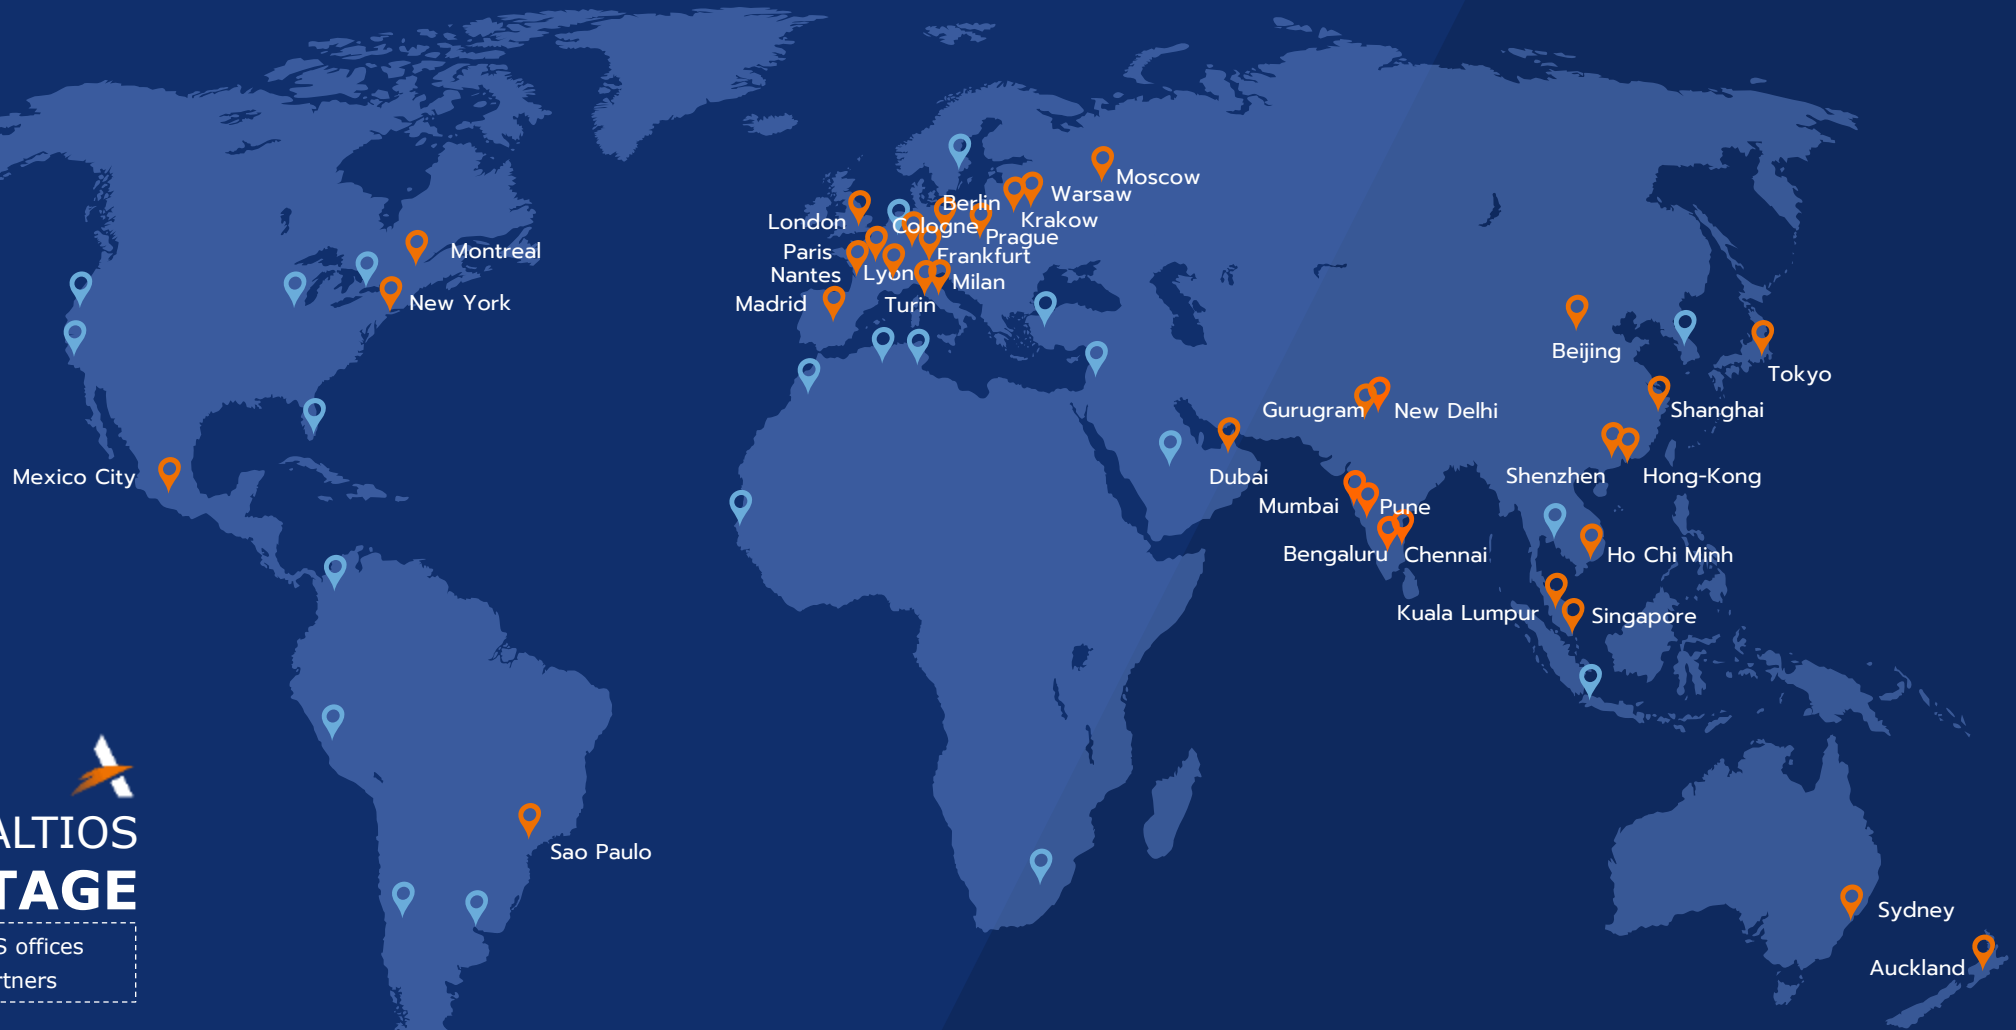 Moscow
Warsaw
Berlin
Krakow
London
Cologne
Prague
Montreal
Paris
Frankfurt
Nantes
Lyon
Milan
New York
Madrid
Turin
Beijing
Tokyo
Gurugram
New Delhi
Shanghai
Mexico City
Dubai
Shenzhen
Hong-Kong
Mumbai
Pune
Bengaluru
Chennai
Ho Chi Minh
Kuala Lumpur
Singapore
ALTIOS
TAGE
Sao Paulo
S offices
rtners
Sydney
Auckland